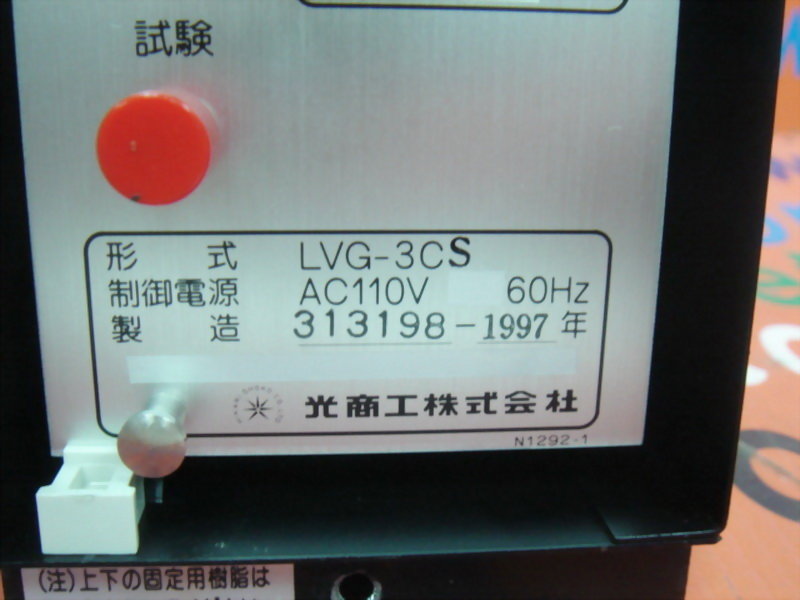 試験
形 式 LVG-3CS
制御電源 AC110V 60Hz
製 造 313198-1997年
光商工株式会社
N1292-1
(注)上下の固定用樹脂は